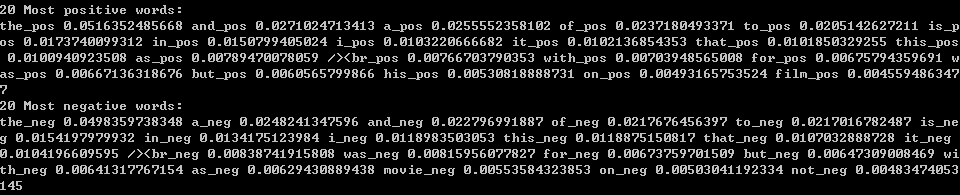 20 Most positive words:
the_pos 0.0516352485668 and_pos 0.0271024713413 a_pos 0.0255552358102 of_pos 0.0237180493371 to_pos 0.0205142627211 is_p
os 0.0173740099312 in_pos 0.0150799405024 i_pos 0.0103220666682 it_pos 0.0102136854353 that_pos 0.0101850329255 this_pos
 0.0100940923508 as_pos 0.00789470078059 /><br_pos 0.00766703790353 with_pos 0.00703948565008 for_pos 0.00675794359691 w
as_pos 0.00667136318676 but_pos 0.0060565799866 his_pos 0.00530818888731 on_pos 0.00493165753524 film_pos 0.004559486347
7
20 Most negative words:
the_neg 0.0498359738348 a_neg 0.0248241347596 and_neg 0.022796991887 of_neg 0.0217676456397 to_neg 0.0217016782487 is_ne
g 0.0154197979932 in_neg 0.0134175123984 i_neg 0.0118983503053 this_neg 0.0118875150817 that_neg 0.0107032888728 it_neg
 0.0104196609595 /><br_neg 0.00838741915808 was_neg 0.00815956077827 for_neg 0.00673759701509 but_neg 0.00647309008469 wi
th_neg 0.00641317767154 as_neg 0.00629430889438 movie_neg 0.00553584323853 on_neg 0.00503041192334 not_neg 0.00483474053
145